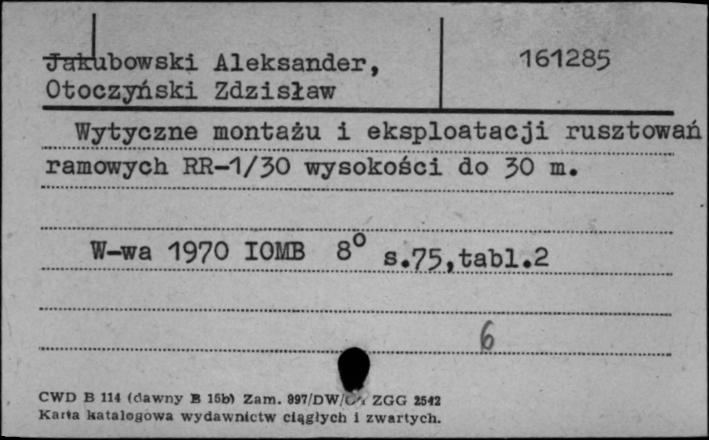 Jakubowski Aleksander,
161285
Otoczyński Zdzisław
Wytyczne montażu i eksploatacji rusztowań
ramowych RR-1/30 wysokości do 30 m.
W-wa 1970 IOMB 8° s.75,tabl.2
6
CWD B 114 (dawny B 15b) Zam. 997/DW/ ZGG 2542
Karta katalogowa wydawnictw ciągłych i zwartych.